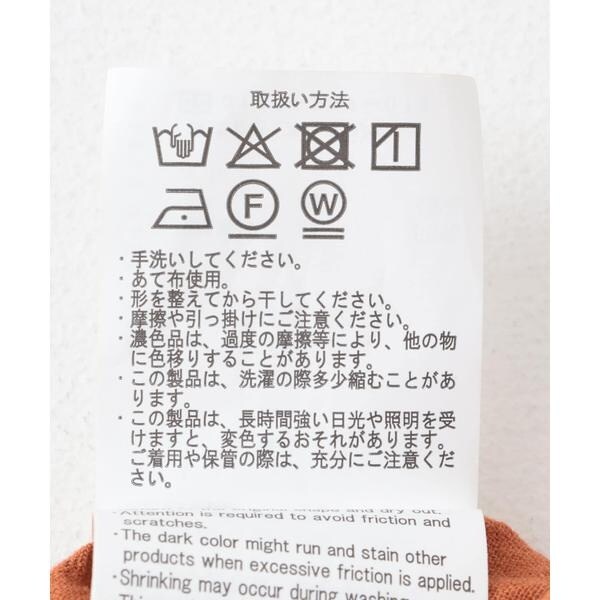 取扱い方法
F
W
・手洗いしてください。
・あて布使用。
・形を整えてから干してください。
・摩擦や引っ掛けにご注意ください。
・濃色品は、過度の摩擦等により、他の物
に色移りすることがあります。
・この製品は、洗濯の際多少縮むことがあ
ります。
・この製品は、長時間強い日光や照明を受
けますと、変色するおそれがあります。
ご着用や保管の際は、充分にご注意くだ
さい。
original shape and dry out.
・Attention is required to avoid friction and
scratches.
・The dark color might run and stain other
products when excessive friction is applied.
・Shrinking may occur during washing.